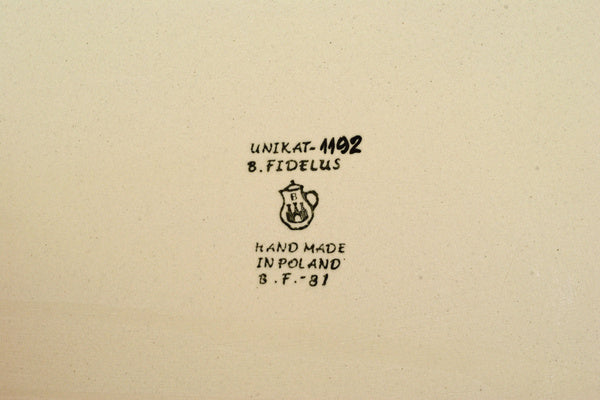 UNIKAT-1192
B. FIDELUS
B
HAND MADE
IN POLAND
B.F.-81